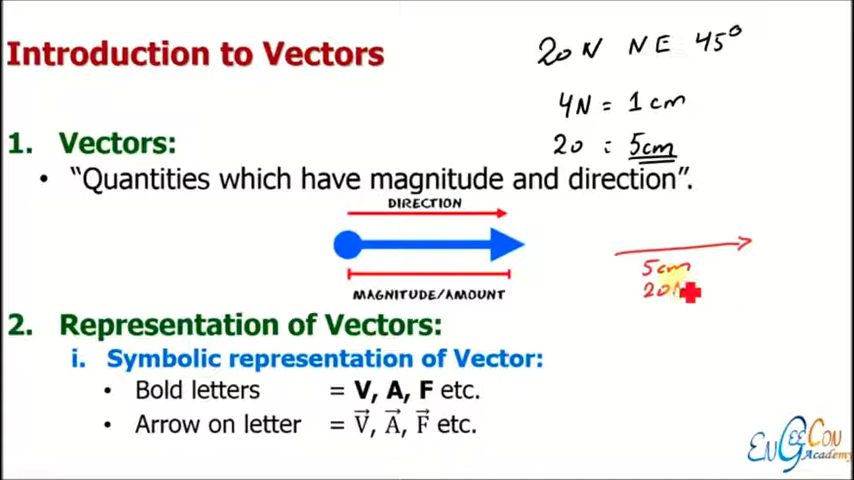 Introduction to Vectors
20 N NE 45°
4N = 1 cm
20 : 5cm
1. Vectors:
• “Quantities which have magnitude and direction”.
DIRECTION
MAGNITUDE/AMOUNT
5cm
20N
2. Representation of Vectors:
i. Symbolic representation of Vector:
• Bold letters = V, A, F etc.
• Arrow on letter = V⃗, A⃗, F⃗ etc.
EnGeeCon
Academy